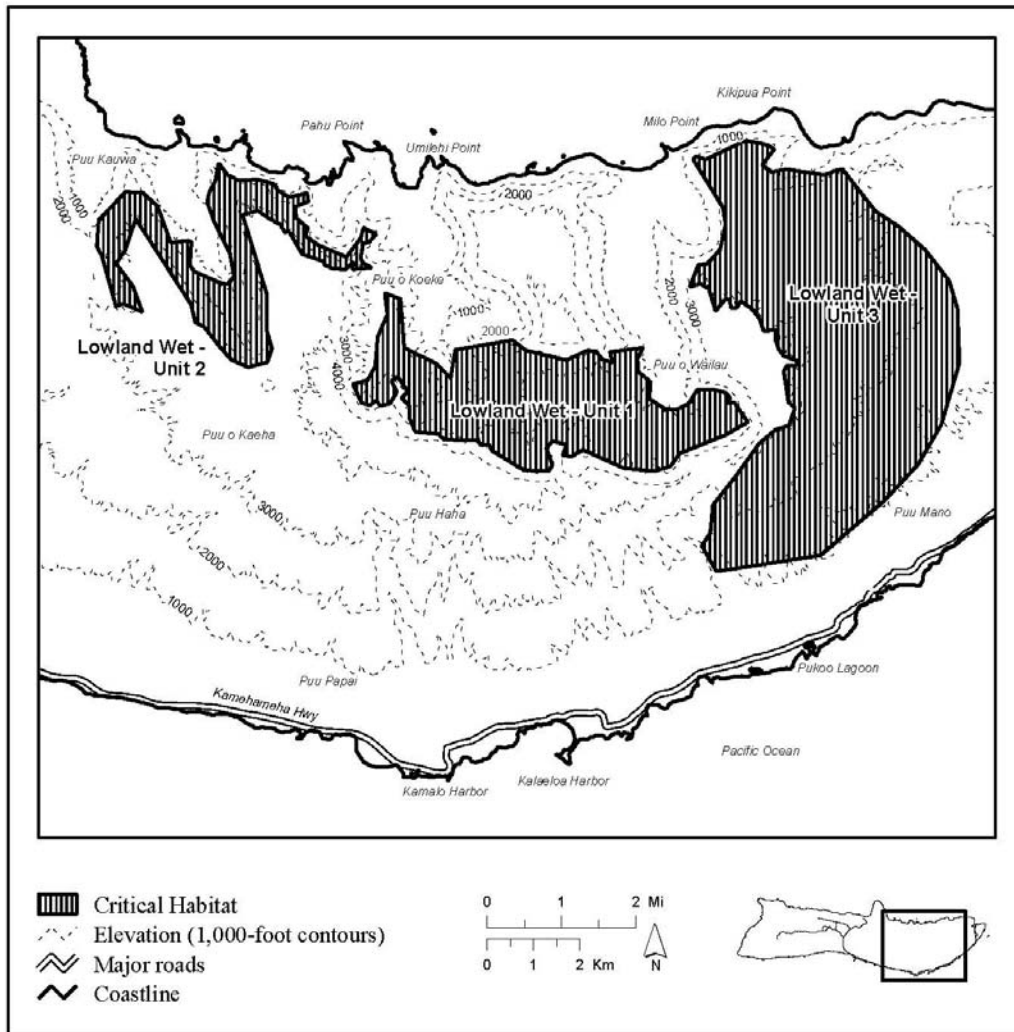 Kikipua Point
Pahu Point
Milo Point
Umilehi Point
1000
Puu Kauwa
2000
1000
2000
Puu o Koeke
2000
3000
Lowland Wet -
Unit 3
1000
2000
Lowland Wet -
Unit 2
3000
4000
Puu o Wailau
Lowland Wet - Unit 1
Puu o Kaeha
3000
Puu Haha
Puu Mano
2000
1000
Puu Papai
Pukoo Lagoon
Kamehameha Hwy
Pacific Ocean
Kamalo Harbor
Kalaeloa Harbor
Critical Habitat
Elevation (1,000-foot contours)
Major roads
Coastline
0 1 2 Mi
0 1 2 Km
N